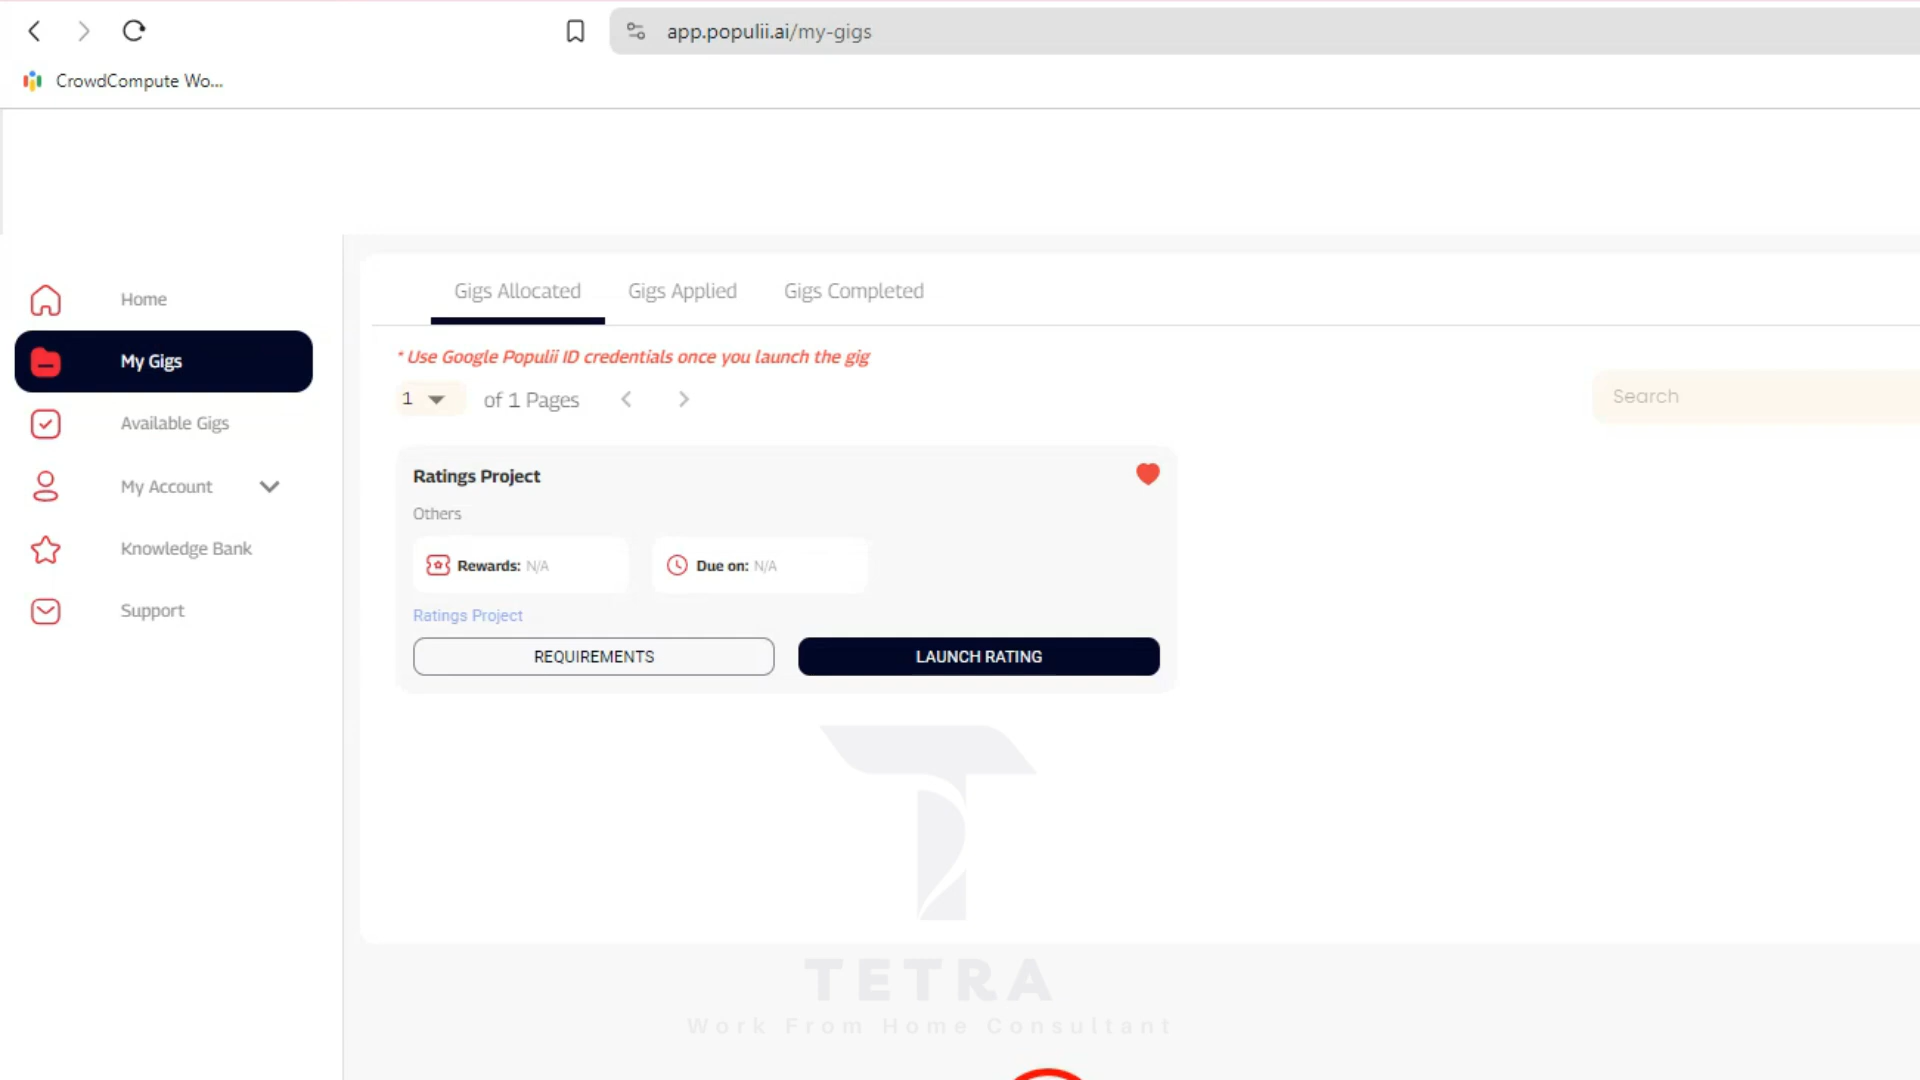 app.populii.ai/my-gigs
CrowdCompute Wo...
Home
My Gigs
Available Gigs
My Account
Knowledge Bank
Support
Gigs Allocated
Gigs Applied
Gigs Completed
* Use Google Populii ID credentials once you launch the gig
1 of 1 Pages
Search
Ratings Project
Others
Rewards: N/A
Due on: N/A
Ratings Project
REQUIREMENTS
LAUNCH RATING
TETRA
Work From Home Consultant